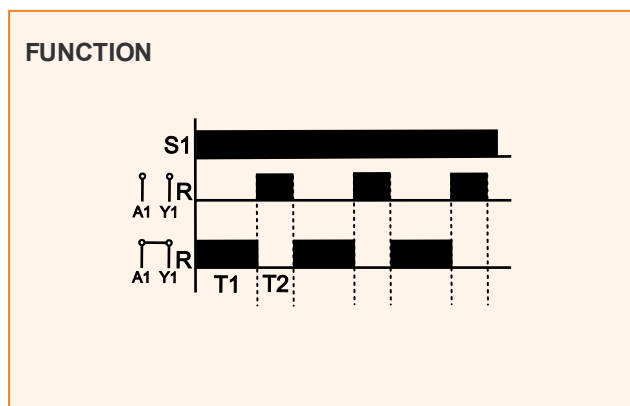 FUNCTION
S1
R
A1 Y1
R
A1 Y1
T1 T2